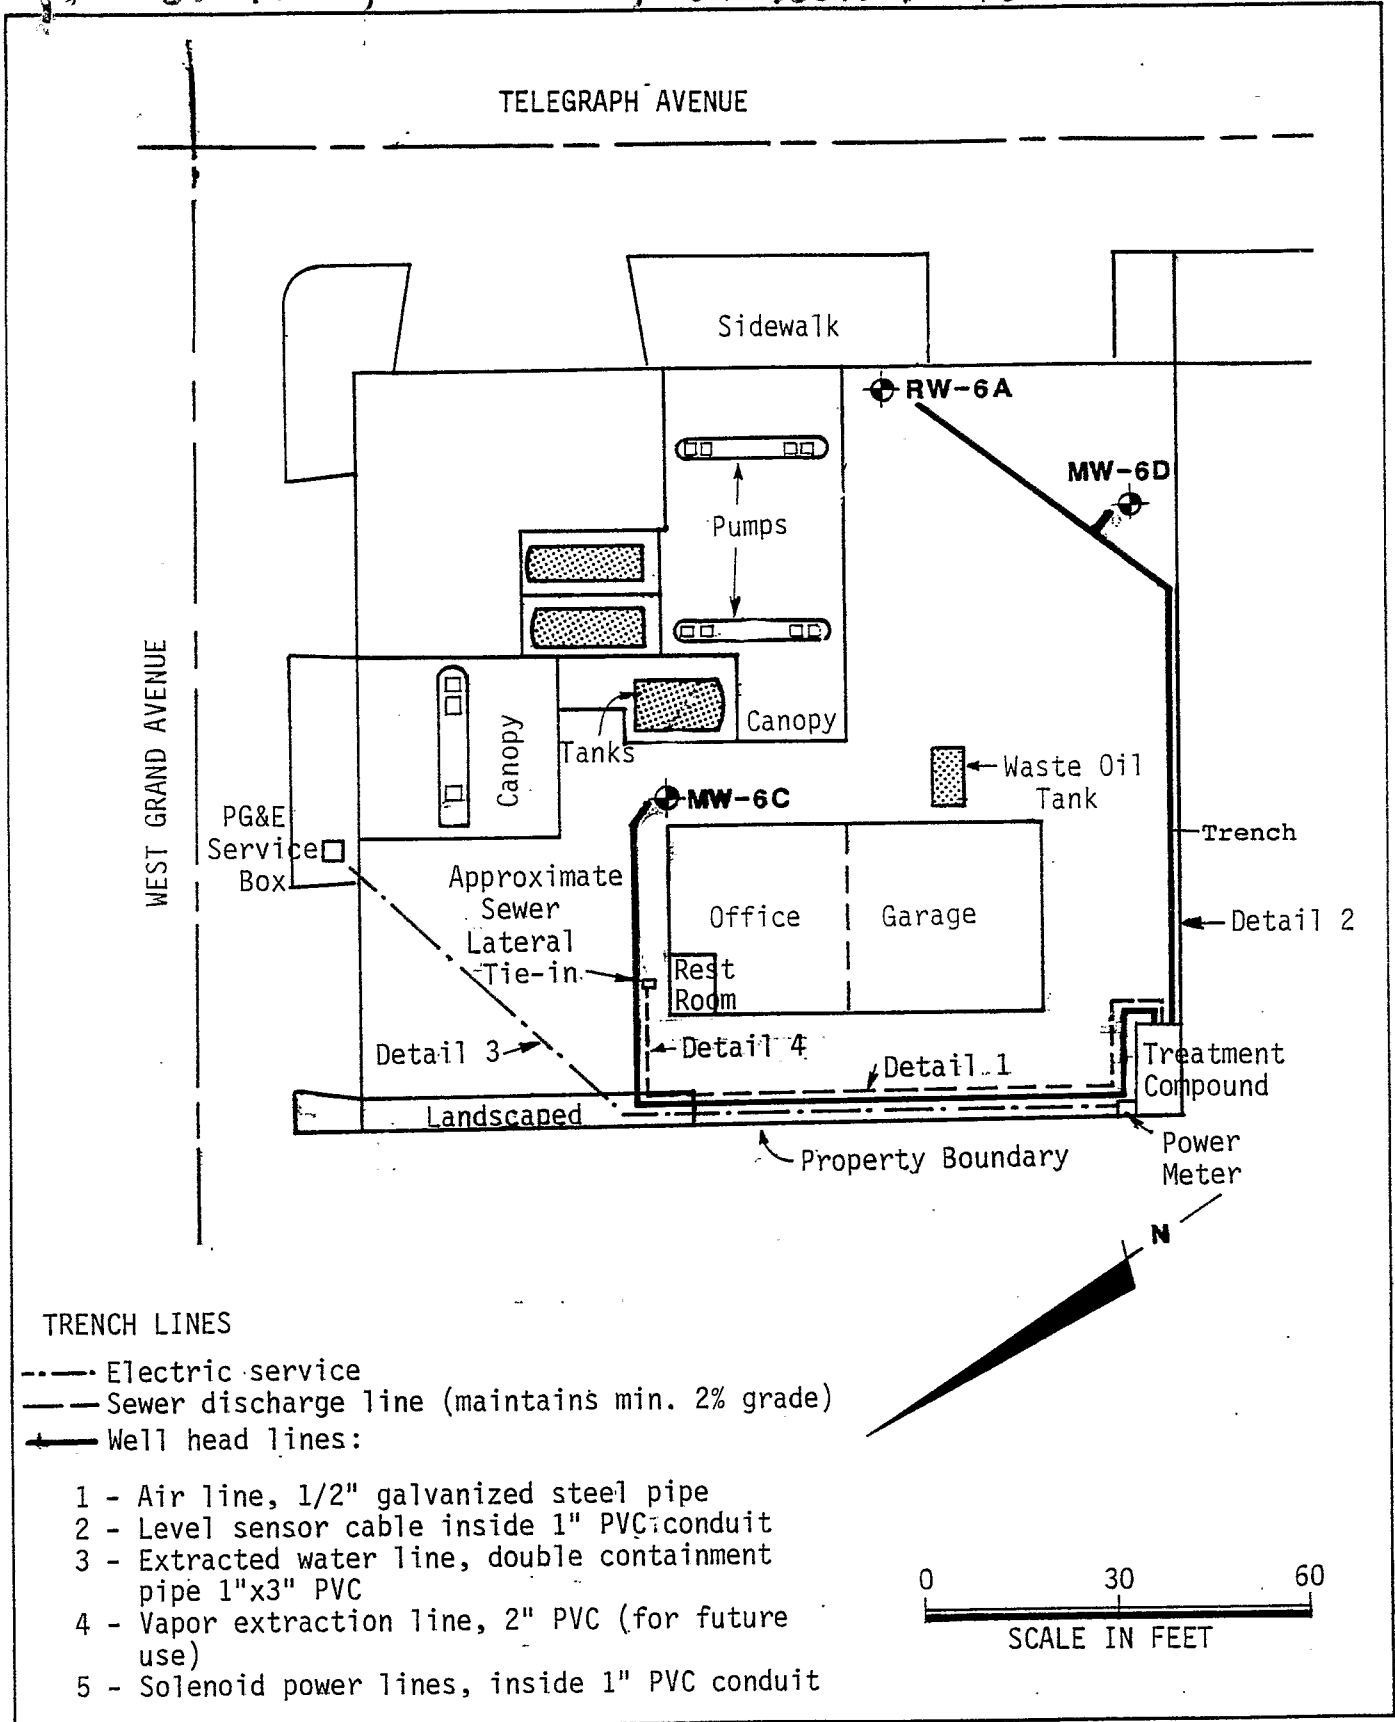 TELEGRAPH AVENUE
Sidewalk
RW-6A
MW-6D
Pumps
WEST GRAND AVENUE
Canopy
Tanks
Canopy
Waste Oil
Tank
MW-6C
PG&E
Service
Box
Trench
Approximate
Sewer
Lateral
Tie-in
Office
Garage
Detail 2
Rest
Room
Detail 3
Detail 4
Detail 1
Treatment
Compound
Landscaped
Property Boundary
Power
Meter
N
TRENCH LINES
Electric service
Sewer discharge line (maintains min. 2% grade)
Well head lines:
1 - Air line, 1/2" galvanized steel pipe
2 - Level sensor cable inside 1" PVC conduit
3 - Extracted water line, double containment
pipe 1"x3" PVC
4 - Vapor extraction line, 2" PVC (for future
use)
5 - Solenoid power lines, inside 1" PVC conduit
0 30 60
SCALE IN FEET